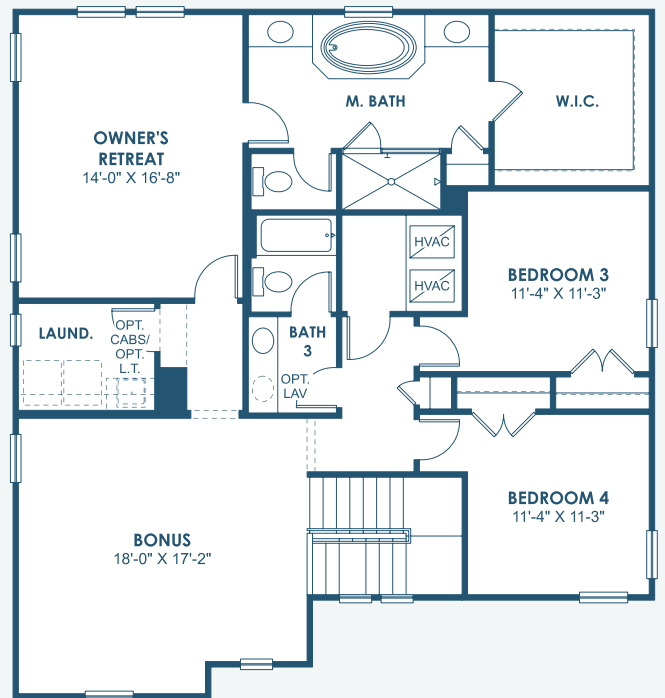 M. BATH
W.I.C.
OWNER'S
RETREAT
14'-0" X 16'-8"
HVAC
HVAC
BEDROOM 3
11'-4" X 11'-3"
LAUND.
OPT.
CABS/
OPT.
L.T.
BATH
3
OPT.
LAV
BEDROOM 4
11'-4" X 11-3"
BONUS
18'-0" X 17'-2"